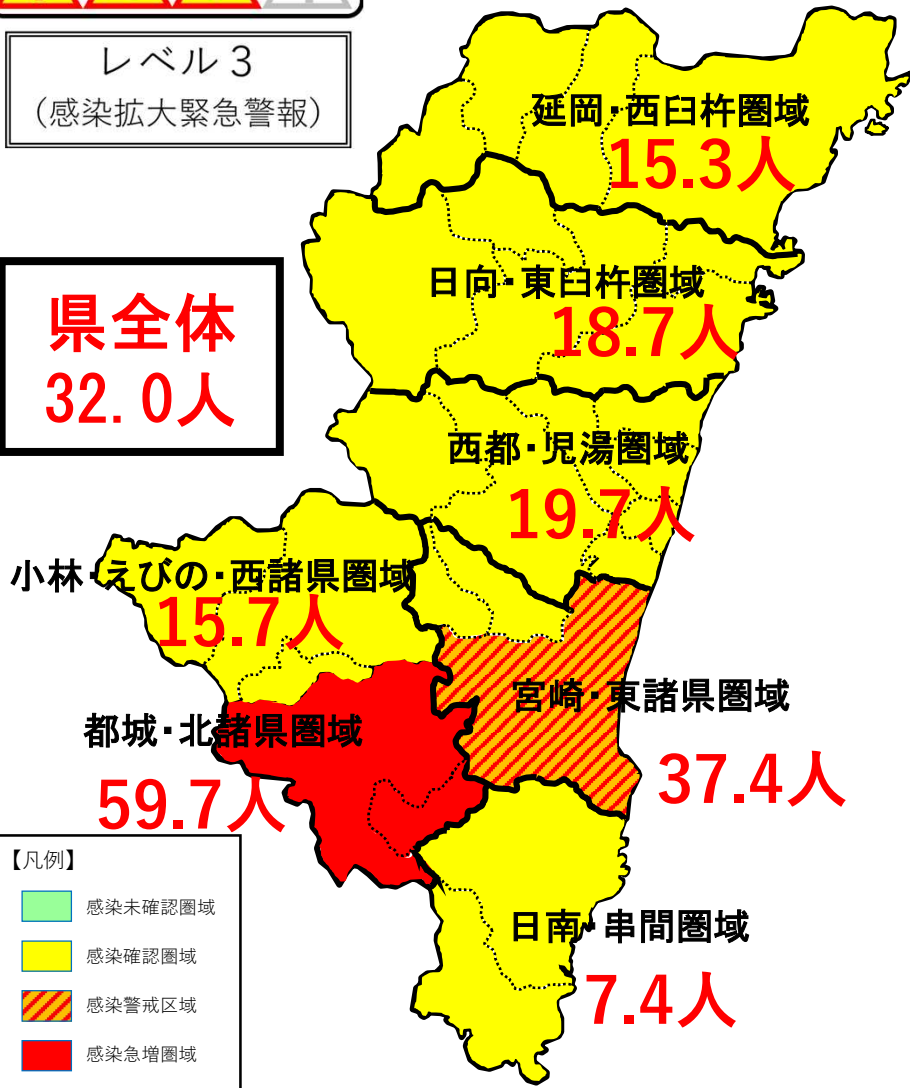 レベル3
(感染拡大緊急警報)
延岡・西臼杵圏域
15.3人
日向・東臼杵圏域
18.7人
県全体
32.0人
西都・児湯圏域
19.7人
小林・えびの・西諸県圏域
15.7人
宮崎・東諸県圏域
37.4人
都城・北諸県圏域
59.7人
日南・串間圏域
7.4人
【凡例】
感染未確認圏域
感染確認圏域
感染警戒区域
感染急増圏域